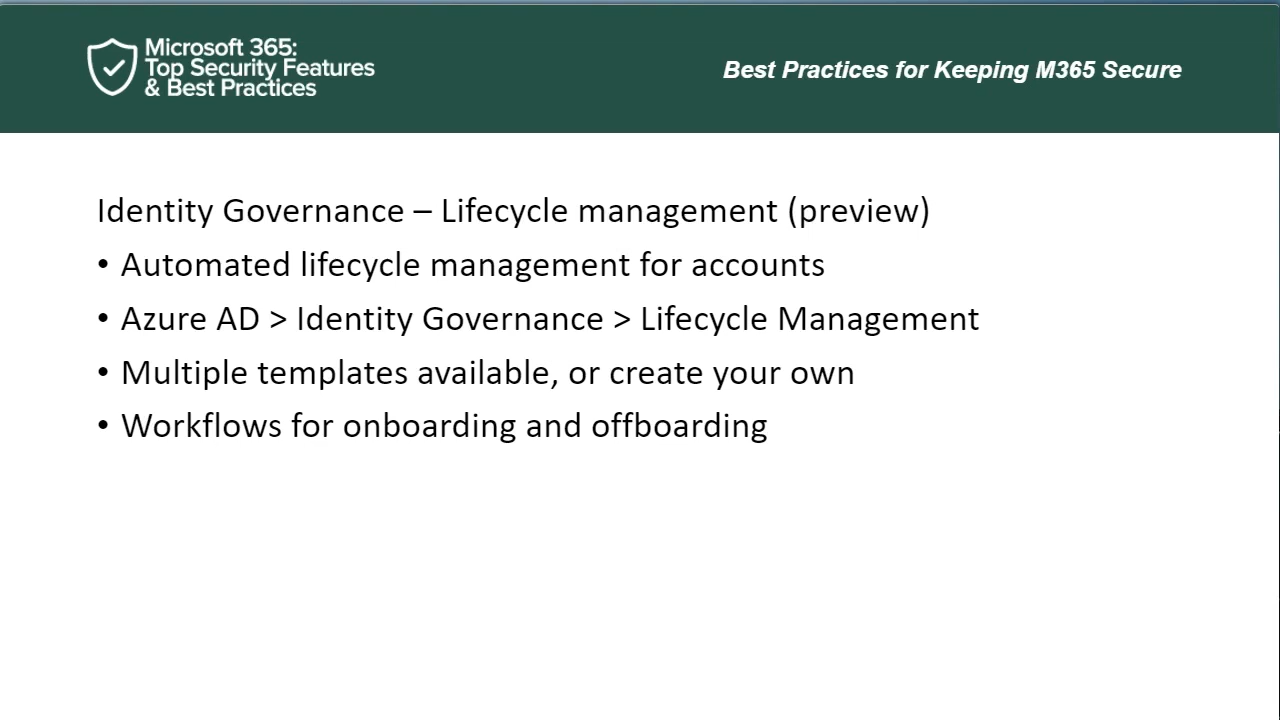 Microsoft 365:
Top Security Features
& Best Practices
Best Practices for Keeping M365 Secure
Identity Governance – Lifecycle management (preview)
• Automated lifecycle management for accounts
• Azure AD > Identity Governance > Lifecycle Management
• Multiple templates available, or create your own
• Workflows for onboarding and offboarding